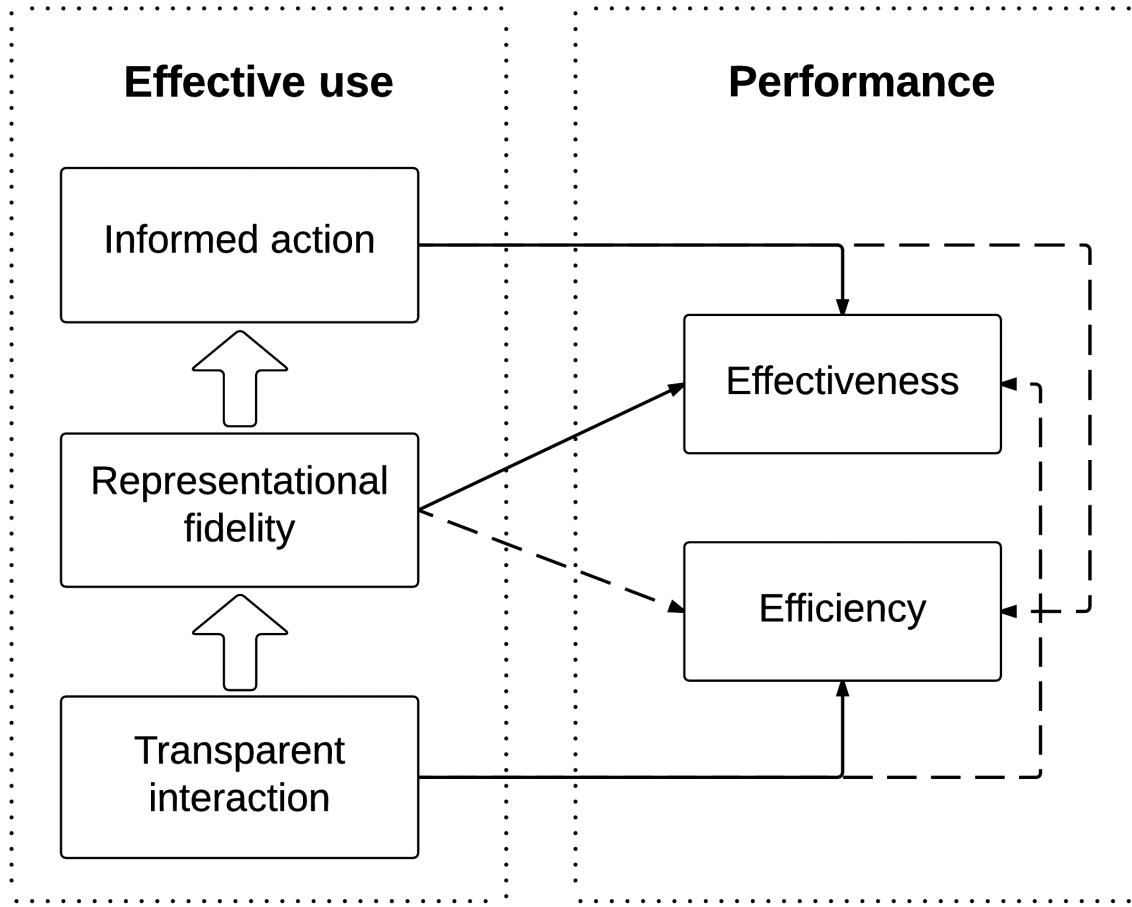 Effective use
Performance
Informed action
Effectiveness
Representational
fidelity
Efficiency
Transparent
interaction